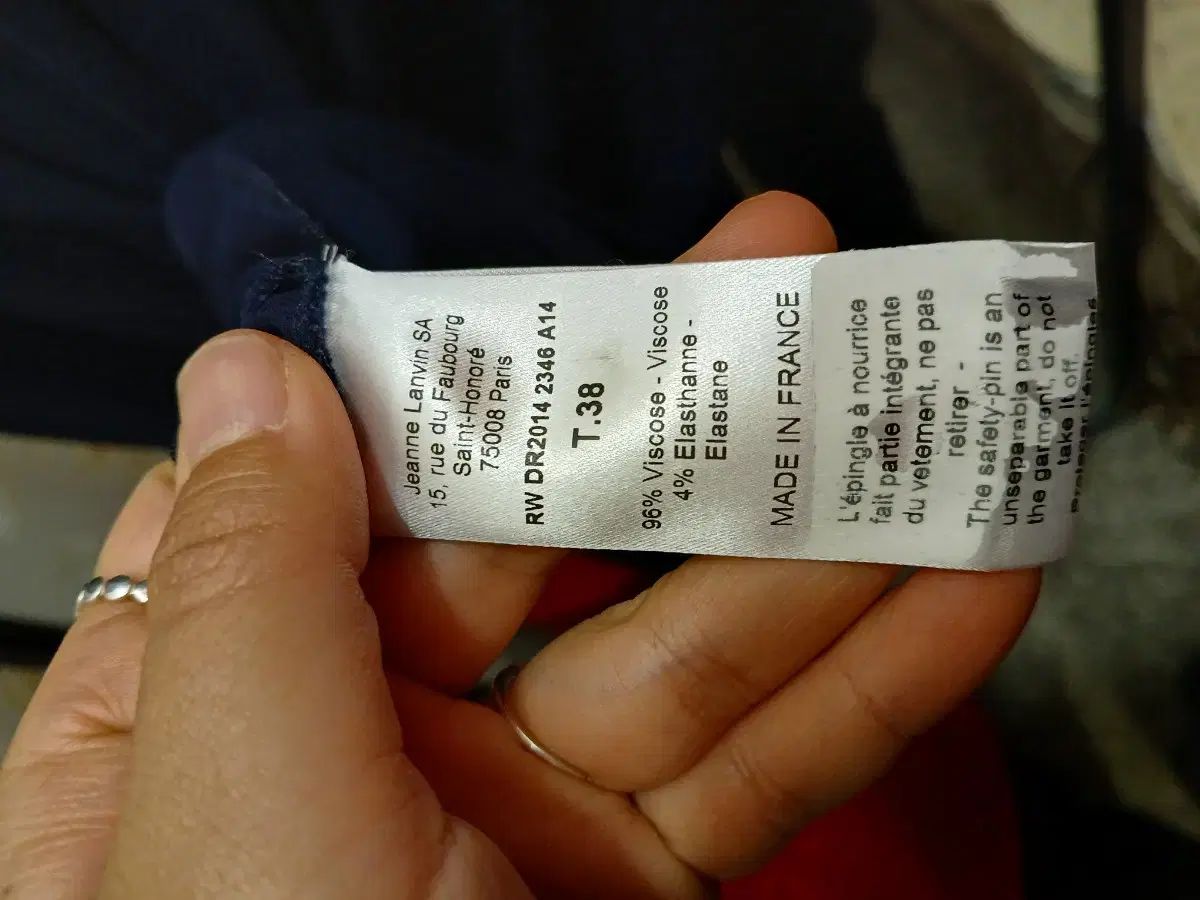 Jeanne Lanvin SA
15, rue du Faubourg
Saint-Honoré
75008 Paris
RW DR2014 2346 A14
T.38
96% Viscose - Viscose
4% Elasthanne -
Elastane
MADE IN FRANCE
L'épingle à nourrice
fait partie intégrante
du vetement, ne pas
retirer -
The safety-pin is an
unseparable part of
the garment, do not
take it off.